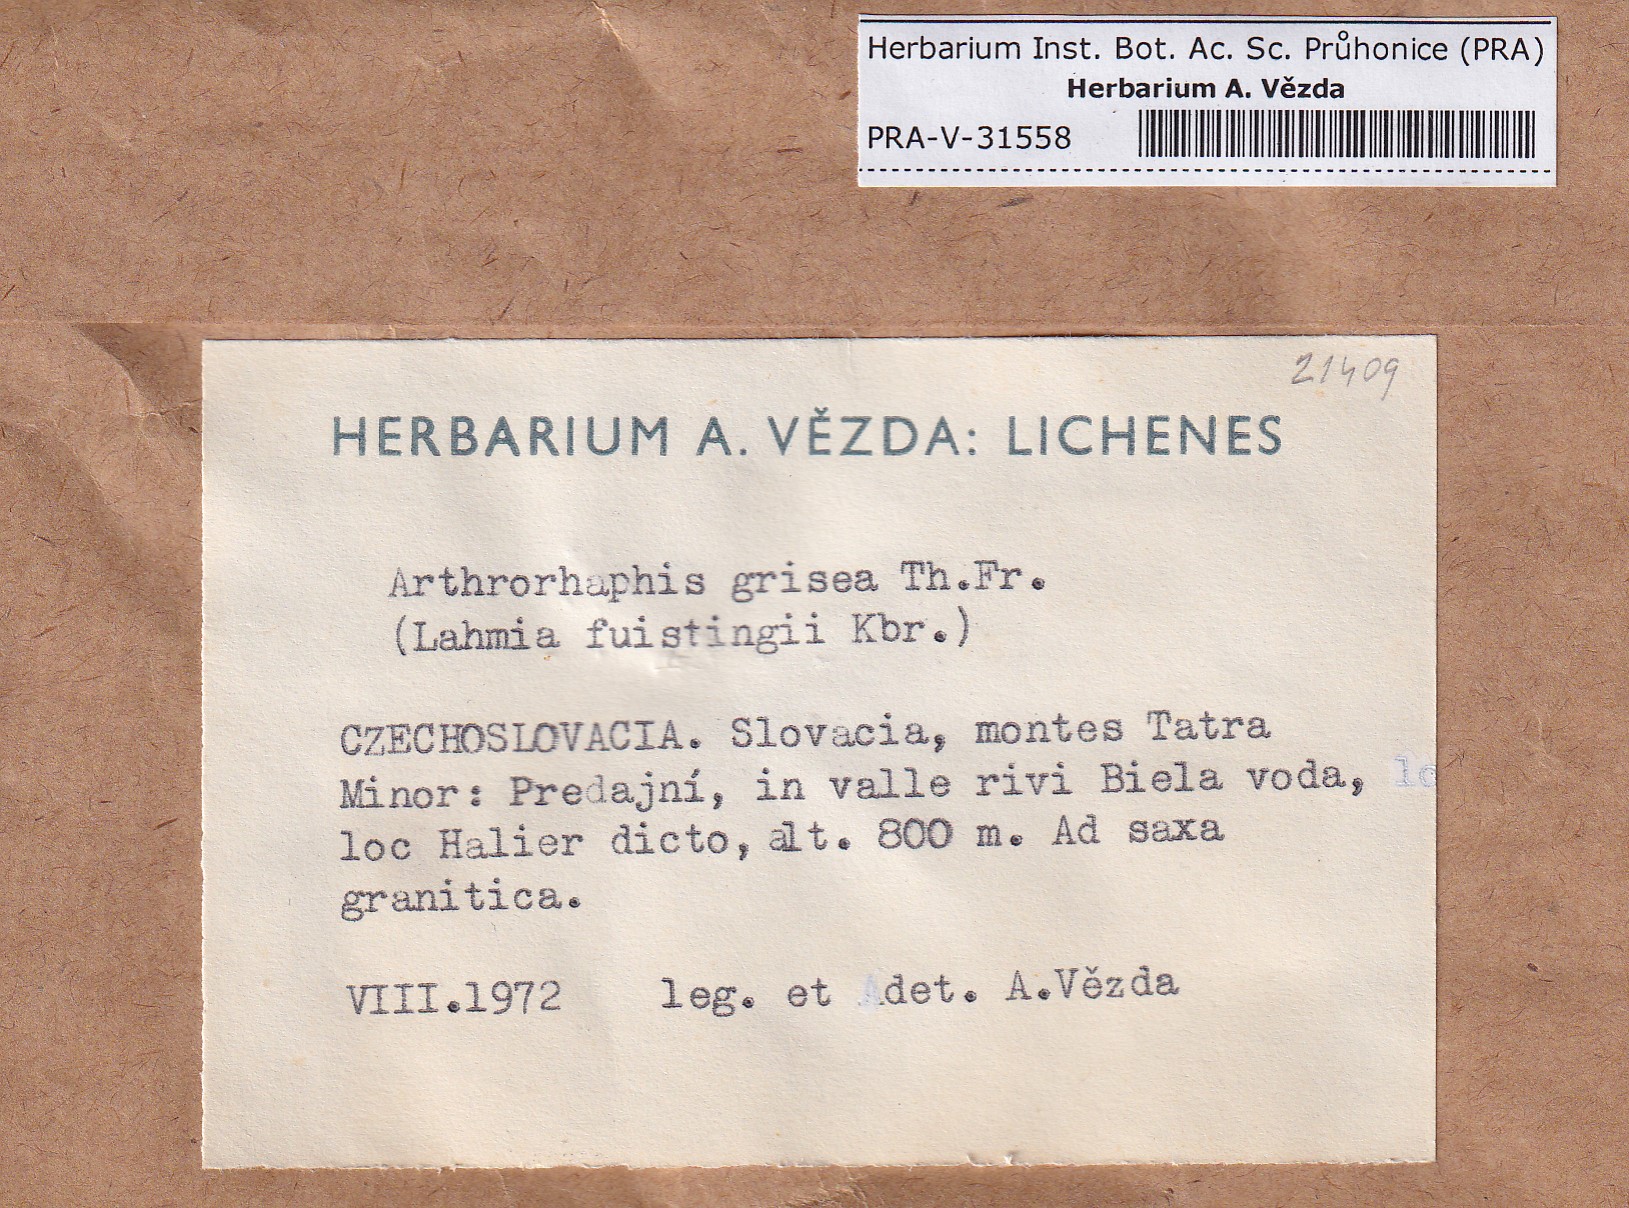 Herbarium Inst. Bot. Ac. Sc. Průhonice (PRA)
Herbarium A. Vězda
PRA-V-31558
21409
HERBARIUM A. VĚZDA: LICHENES
Arthrorhaphis grisea Th.Fr.
(Lahmia fuistingii Kbr.)
CZECHOSLOVACIA. Slovacia, montes Tatra
Minor: Predajní, in valle rivi Biela voda, lo
loc Halier dicto, alt. 800 m. Ad saxa
granitica.
VIII.1972 leg. et Adet. A.Vězda